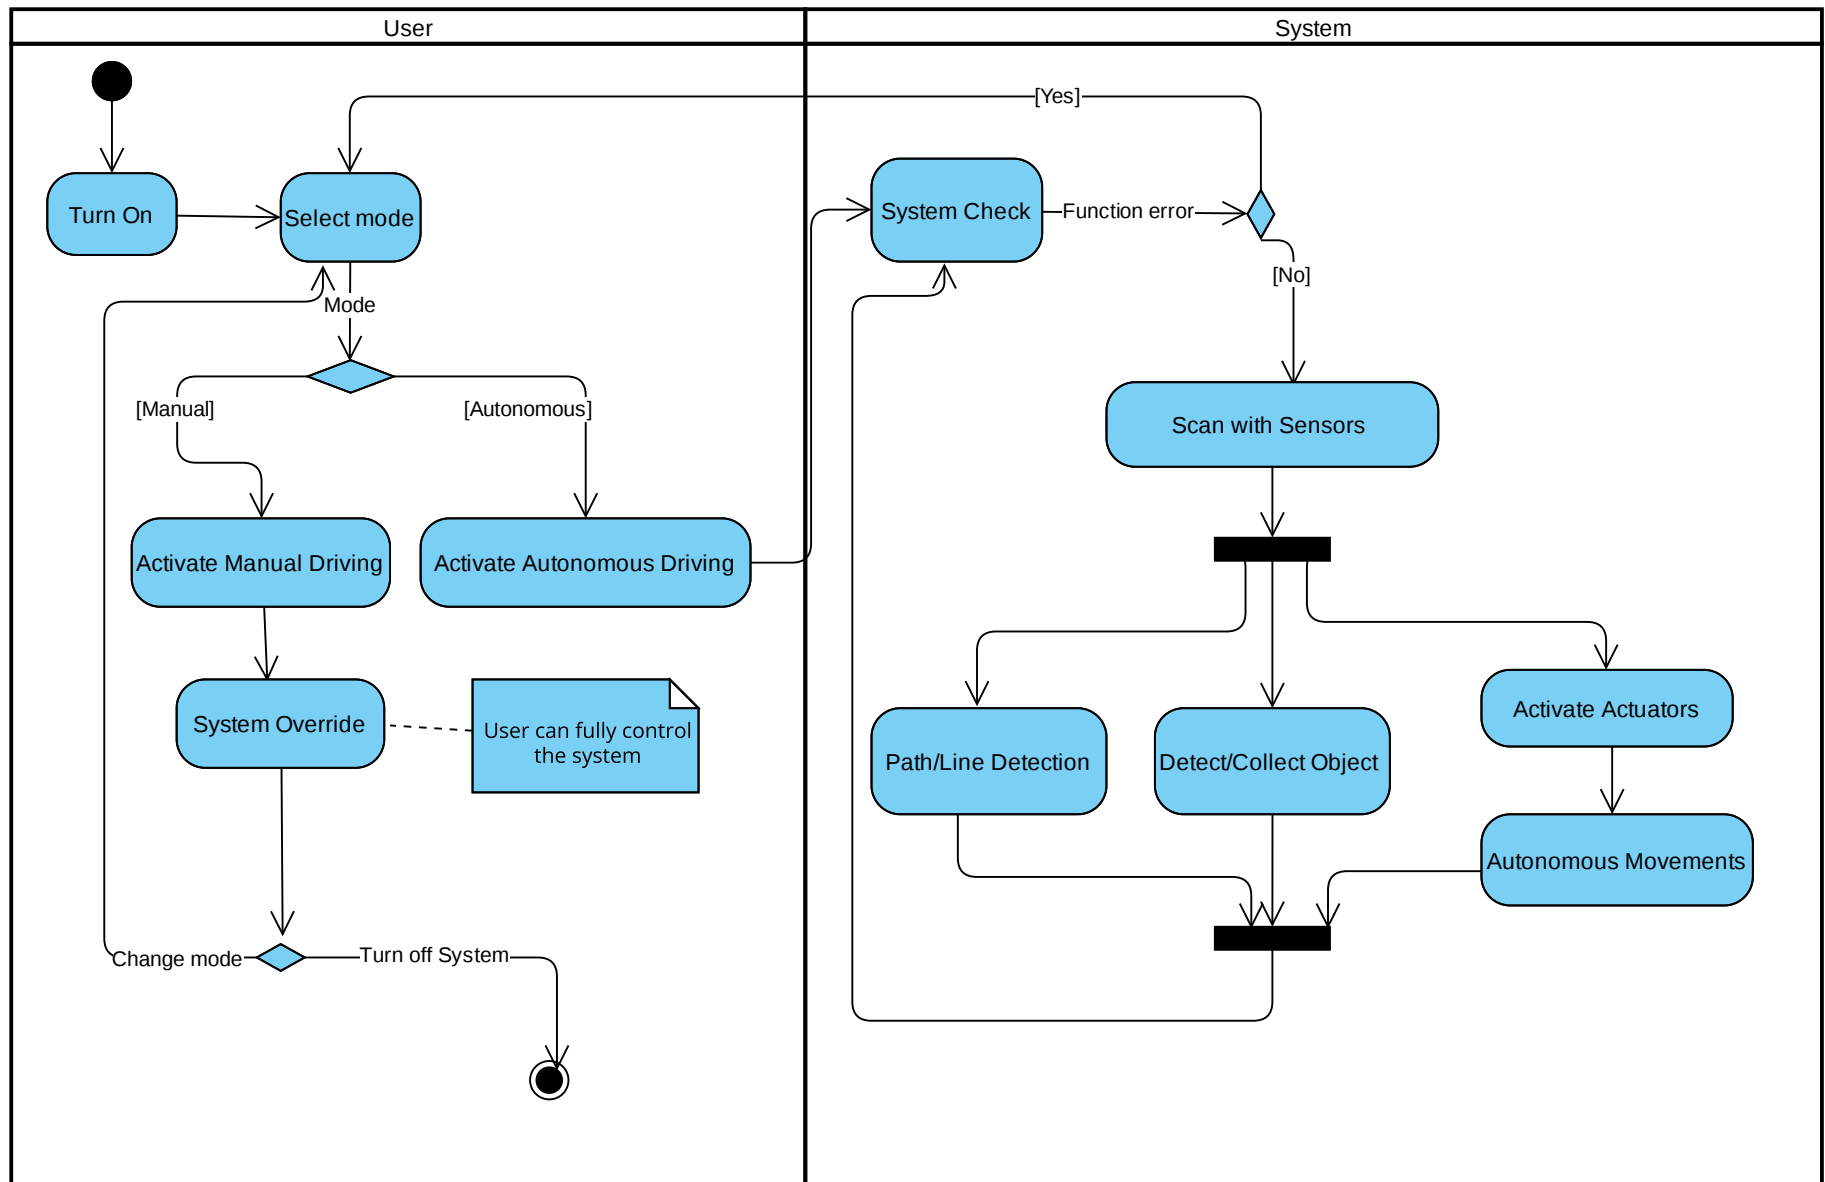 User
System
[Yes]
Turn On
Select mode
System Check
Function error
[No]
Mode
[Manual]
[Autonomous]
Scan with Sensors
Activate Manual Driving
Activate Autonomous Driving
System Override
User can fully control
the system
Activate Actuators
Path/Line Detection
Detect/Collect Object
Autonomous Movements
Change mode
Turn off System